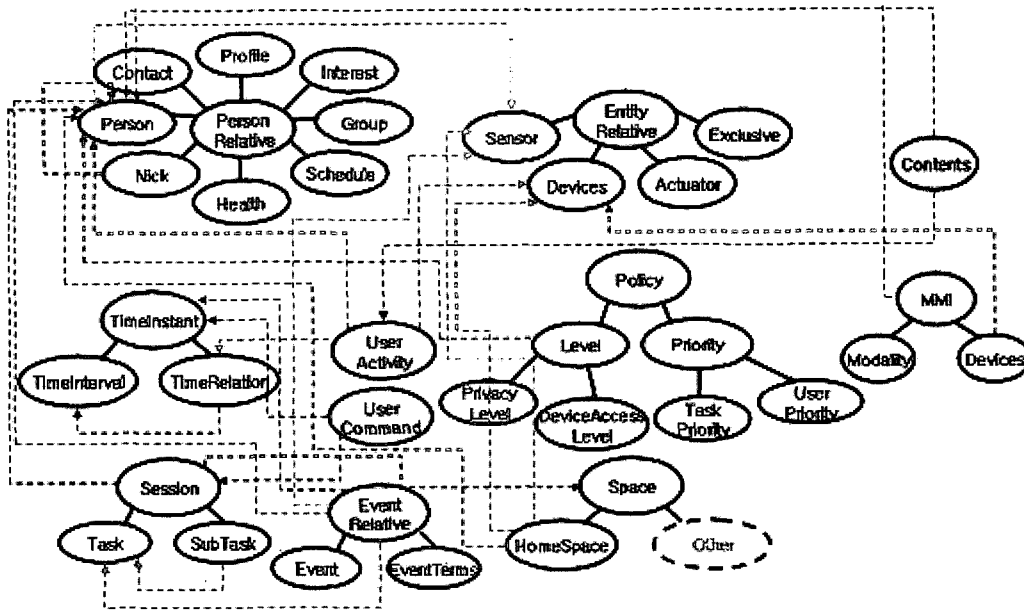 Profile
Contact
Interest
Person
Person
Relative
Group
Nick
Schedule
Health
Entity
Relative
Sensor
Exclusive
Devices
Actuator
Contents
Policy
TimeInstant
User
Activity
Level
Priority
MMI
TimeInterval
TimeRelation
Modality
Devices
Privacy
Level
User
Priority
User
Command
DeviceAccess
Level
Task
Priority
Session
Space
Event
Relative
Task
SubTask
HomeSpace
Other
Event
EventTerms